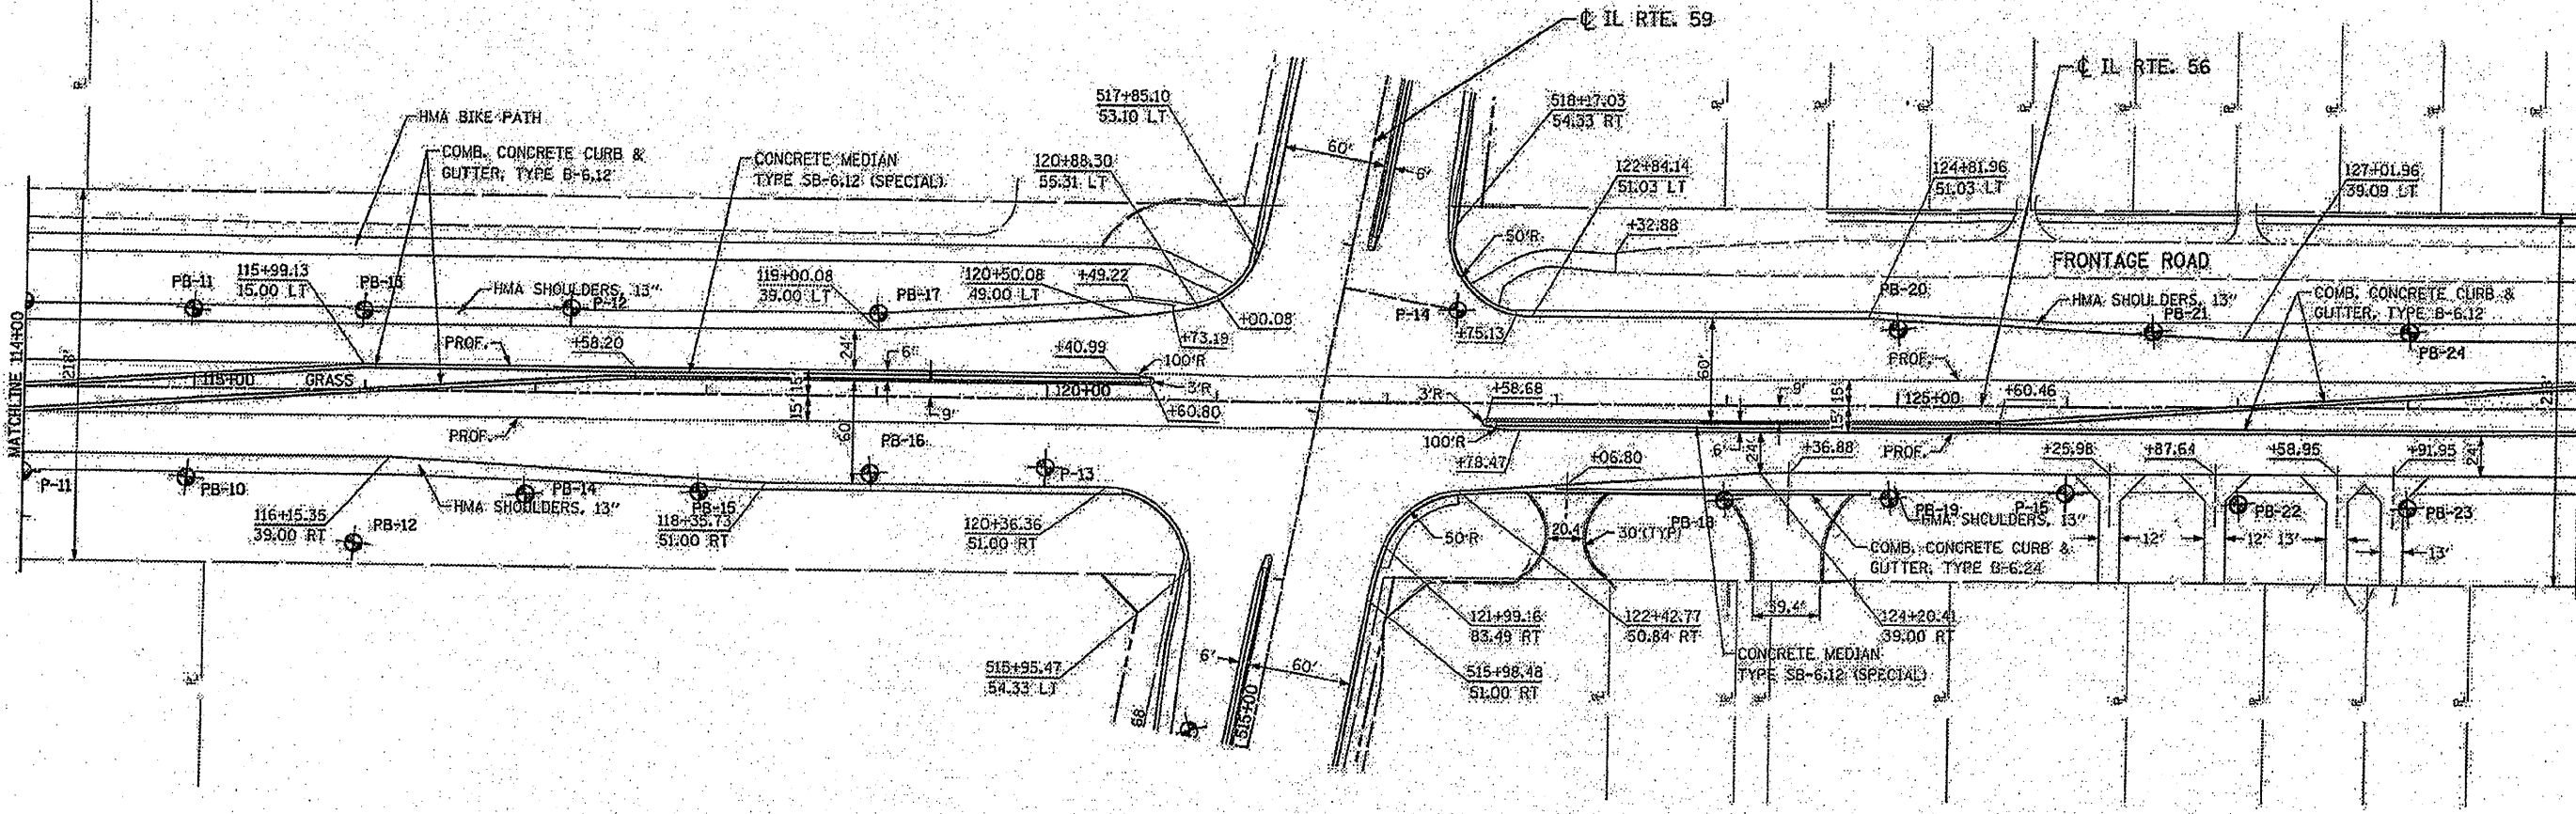 ℄ IL RTE. 59
℄ IL RTE. 56
HMA BIKE PATH
COMB. CONCRETE CURB &
GUTTER, TYPE B-6.12
CONCRETE MEDIAN
TYPE SB-6.12 (SPECIAL)
517+85.10
53.10 LT
120+88.30
55.31 LT
60'
6'
518+17.03
54.33 RT
122+84.14
51.03 LT
124+81.96
51.03 LT
127+01.96
39.09 LT
+32.88
50'R
FRONTAGE ROAD
PB-11
115+99.13
15.00 LT
PB-13
HMA SHOULDERS, 13"
P-12
119+00.08
39.00 LT
PB-17
120+50.08
49.00 LT
+49.22
+00.08
+73.19
P-14
+75.13
PB-20
HMA SHOULDERS, 13"
PB-21
COMB. CONCRETE CURB &
GUTTER, TYPE B-6.12
PB-24
MATCHLINE 114+00
218'
PROF.
+58.20
24'
6'
+40.99
100'R
3'R
115+00
GRASS
15'
15'
120+00
+60.80
9'
PROF.
60'
60'
3'R
+58.68
9'
15'
15'
125+00
+60.46
PROF.
100'R
+78.47
6'
24'
PROF.
+06.80
+36.88
+25.98
+87.64
+58.95
+91.95
24'
P-11
PB-10
PB-16
P-13
116+15.35
39.00 RT
HMA SHOULDERS, 13"
PB-12
PB-14
PB-15
118+35.73
51.00 RT
120+36.36
51.00 RT
50'R
20.4'
30'(TYP)
PB-18
PB-19
HMA SHOULDERS, 13"
P-15
PB-22
PB-23
COMB. CONCRETE CURB &
GUTTER, TYPE B-6.24
12'
12'
13'
13'
121+99.16
83.49 RT
122+42.77
50.84 RT
124+20.41
39.00 RT
CONCRETE MEDIAN
TYPE SB-6.12 (SPECIAL)
515+95.47
54.33 LT
6'
60'
515+98.48
51.00 RT
515+00